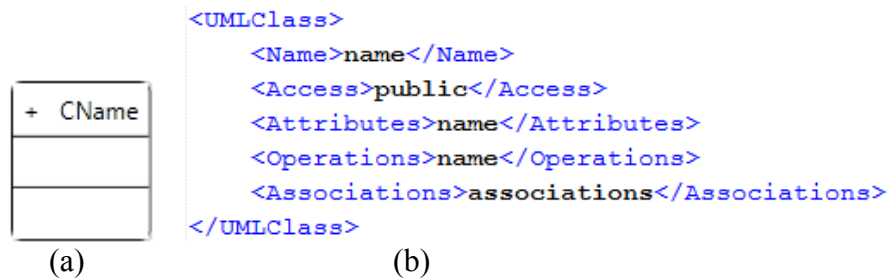 + CName
(a)
<UMLClass>
<Name>name</Name>
<Access>public</Access>
<Attributes>name</Attributes>
<Operations>name</Operations>
<Associations>associations</Associations>
</UMLClass>
(b)